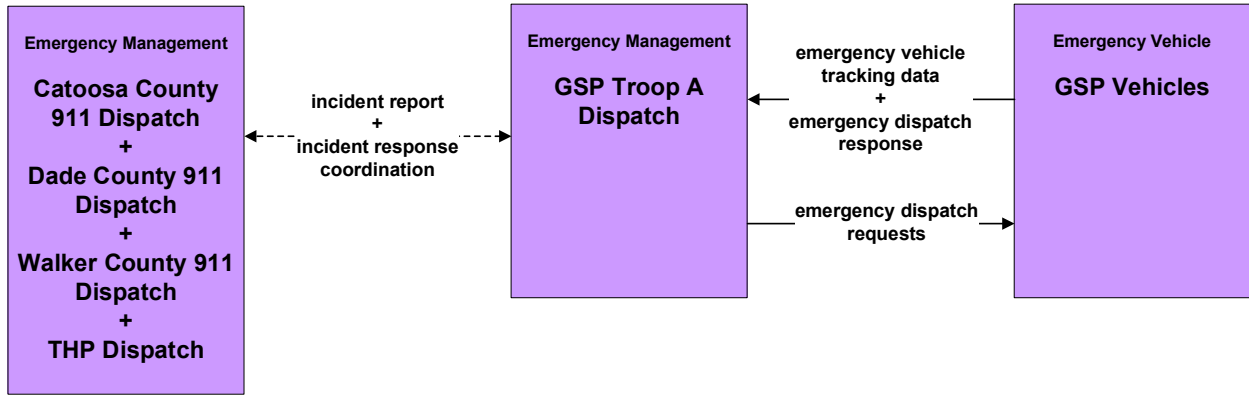 Emergency Management
Catoosa County
911 Dispatch
+
Dade County 911
Dispatch
+
Walker County 911
Dispatch
+
THP Dispatch
incident report
+
incident response
coordination
Emergency Management
GSP Troop A
Dispatch
emergency vehicle
tracking data
+
emergency dispatch
response
emergency dispatch
requests
Emergency Vehicle
GSP Vehicles